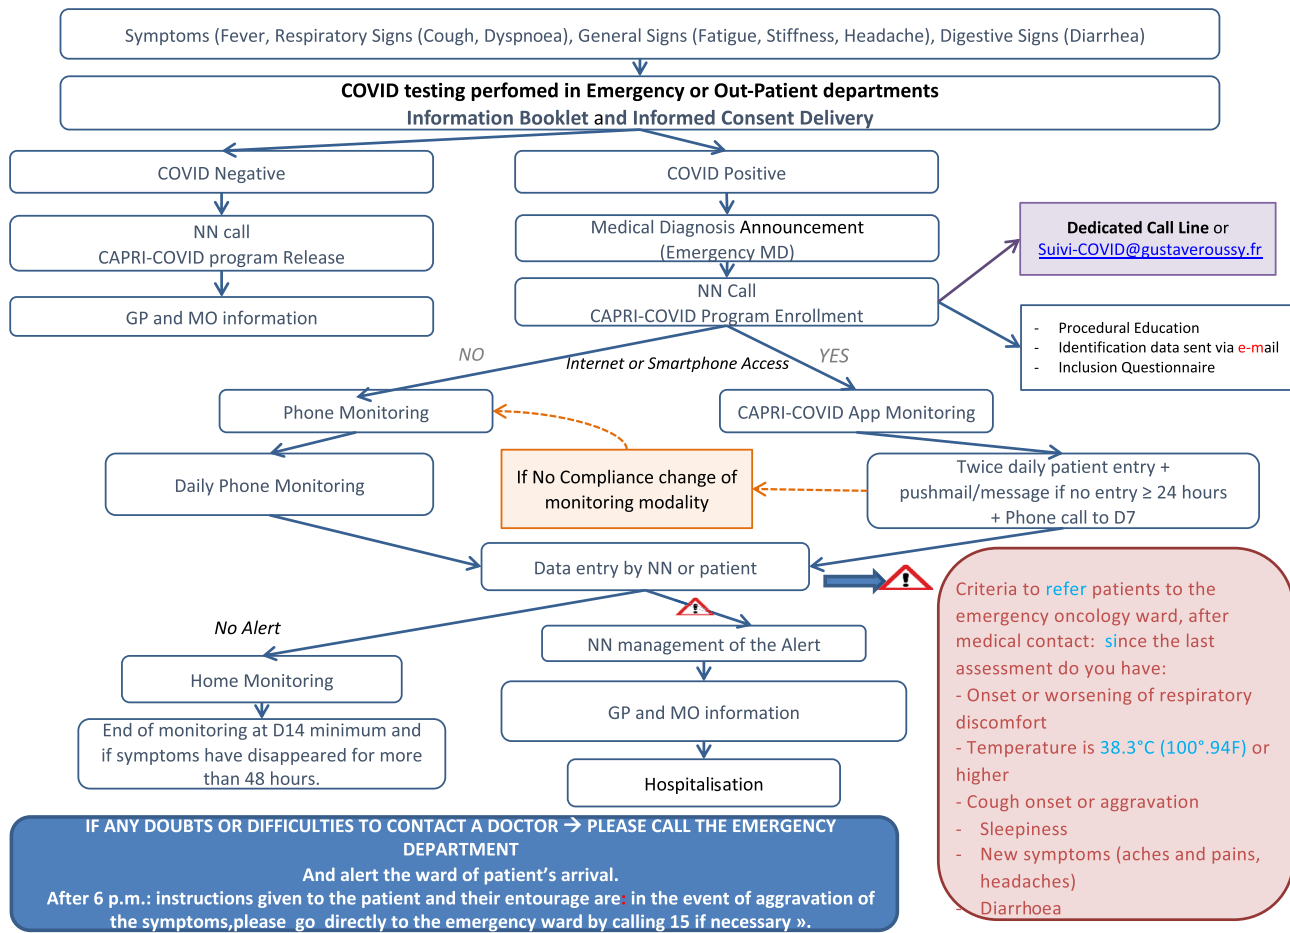 Symptoms (Fever, Respiratory Signs (Cough, Dyspnoea), General Signs (Fatigue, Stiffness, Headache), Digestive Signs (Diarrhea)
COVID testing perfomed in Emergency or Out-Patient departments
Information Booklet and Informed Consent Delivery
COVID Negative
COVID Positive
NN call
CAPRI-COVID program Release
Medical Diagnosis Announcement
(Emergency MD)
Dedicated Call Line or
Suivi-COVID@gustaveroussy.fr
GP and MO information
NN Call
CAPRI-COVID Program Enrollment
- Procedural Education
- Identification data sent via e-mail
- Inclusion Questionnaire
NO
Internet or Smartphone Access
YES
Phone Monitoring
CAPRI-COVID App Monitoring
Daily Phone Monitoring
If No Compliance change of
monitoring modality
Twice daily patient entry +
pushmail/message if no entry ≥ 24 hours
+ Phone call to D7
Data entry by NN or patient
!
!
No Alert
NN management of the Alert
Home Monitoring
GP and MO information
End of monitoring at D14 minimum and
if symptoms have disappeared for more
than 48 hours.
Hospitalisation
Criteria to refer patients to the
emergency oncology ward, after
medical contact: since the last
assessment do you have:
- Onset or worsening of respiratory
discomfort
- Temperature is 38.3°C (100°.94F) or
higher
- Cough onset or aggravation
- Sleepiness
- New symptoms (aches and pains,
headaches)
- Diarrhoea
IF ANY DOUBTS OR DIFFICULTIES TO CONTACT A DOCTOR → PLEASE CALL THE EMERGENCY
DEPARTMENT
And alert the ward of patient's arrival.
After 6 p.m.: instructions given to the patient and their entourage are: in the event of aggravation of
the symptoms,please go directly to the emergency ward by calling 15 if necessary ».